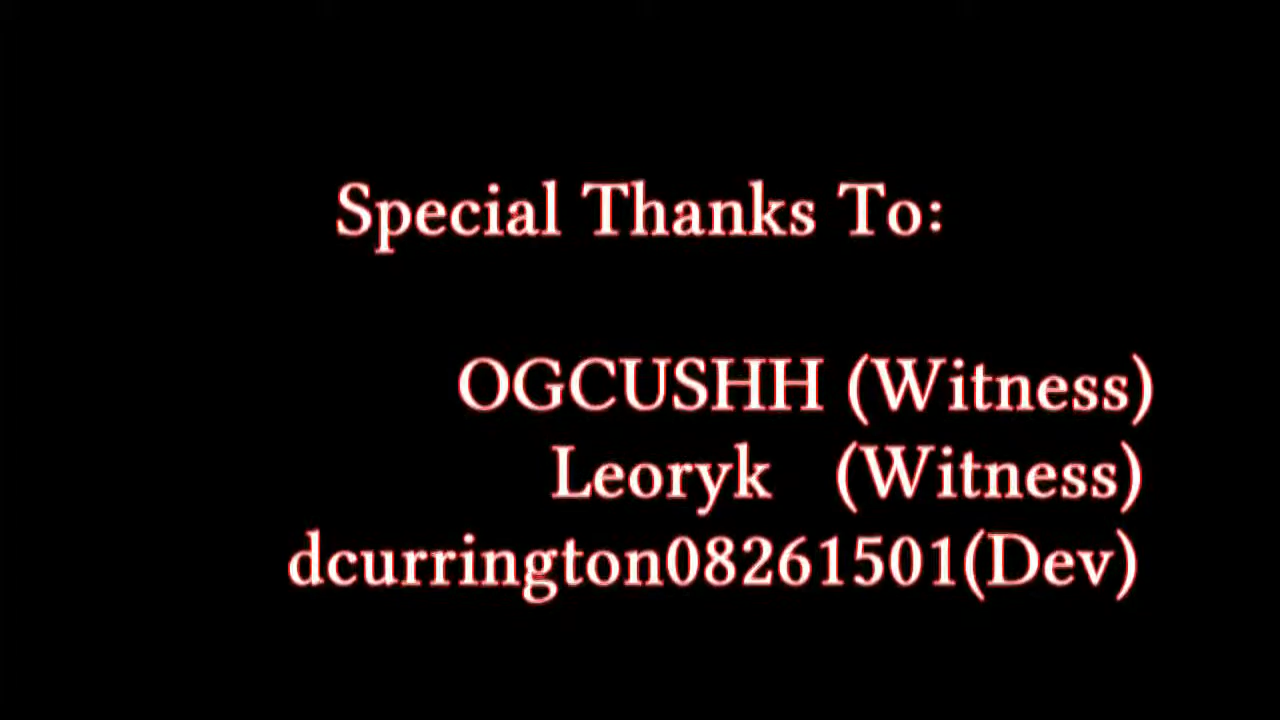 Special Thanks To:
OGCUSHH (Witness)
Leoryk (Witness)
dcurrington08261501(Dev)